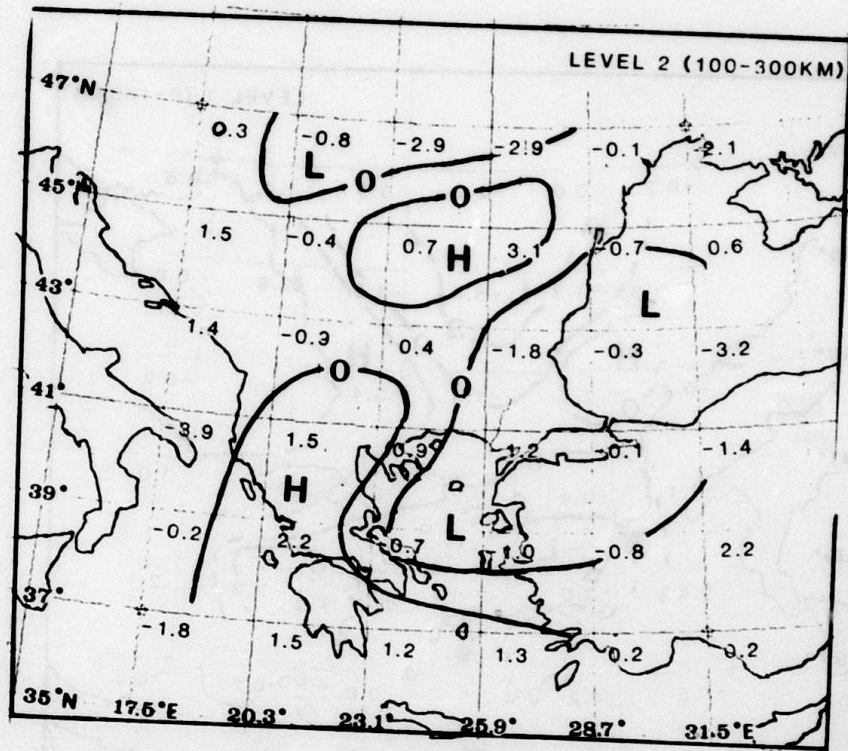 LEVEL 2 (100-300KM)
47°N
0.3 -0.8 -2.9 -2.9 -0.1 -2.1
L
0
0
45°
1.5 -0.4 0.7 H 3.1 -0.7 0.6
43°
L
1.4 -0.9 0.4 -1.8 -0.3 -3.2
0
0
41°
-3.9 1.5 0.9 1.2 -0.1 -1.4
H
39°
L
-0.2 2.2 -0.7 -1.0 -0.8 2.2
37°
-1.8 1.5 1.2 1.3 0.2 0.2
35°N
17.5°E 20.3° 23.1° 25.9° 28.7° 31.5°E